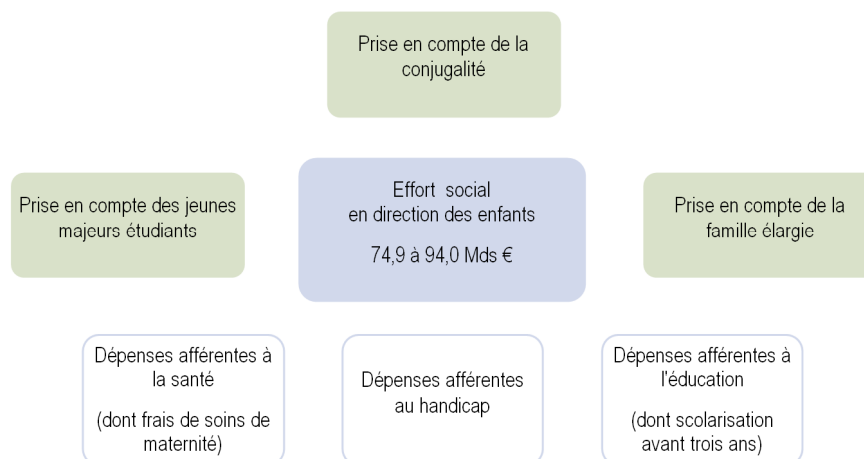 Prise en compte de la
conjugalité
Prise en compte des jeunes
majeurs étudiants
Effort social
en direction des enfants
74,9 à 94,0 Mds €
Prise en compte de la
famille élargie
Dépenses afférentes à
la santé
(dont frais de soins de
maternité)
Dépenses afférentes
au handicap
Dépenses afférentes à
l'éducation
(dont scolarisation
avant trois ans)